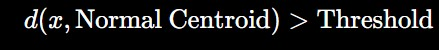 d(x, Normal Centroid) > Threshold